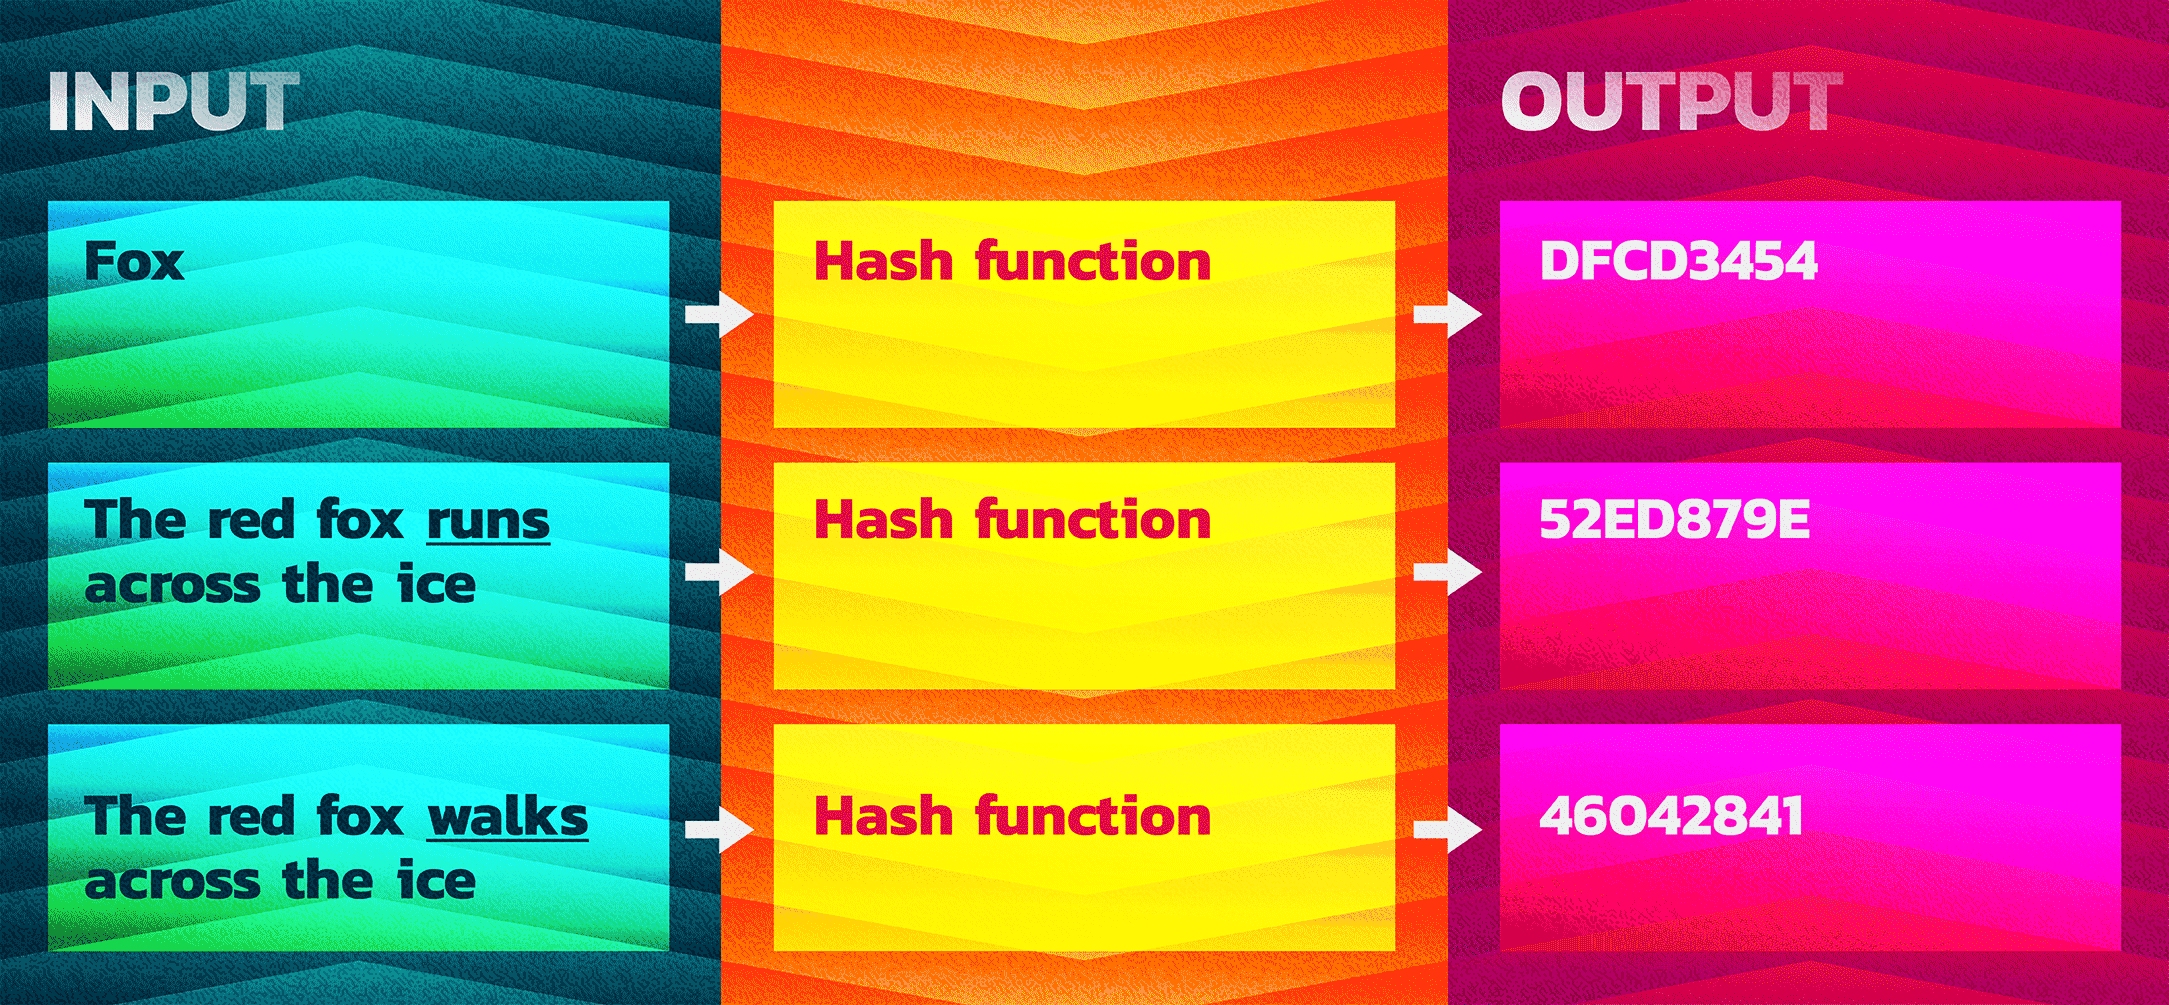 INPUT
OUTPUT
Fox
Hash function
DFCD3454
The red fox runs
across the ice
Hash function
52ED879E
The red fox walks
across the ice
Hash function
46042841